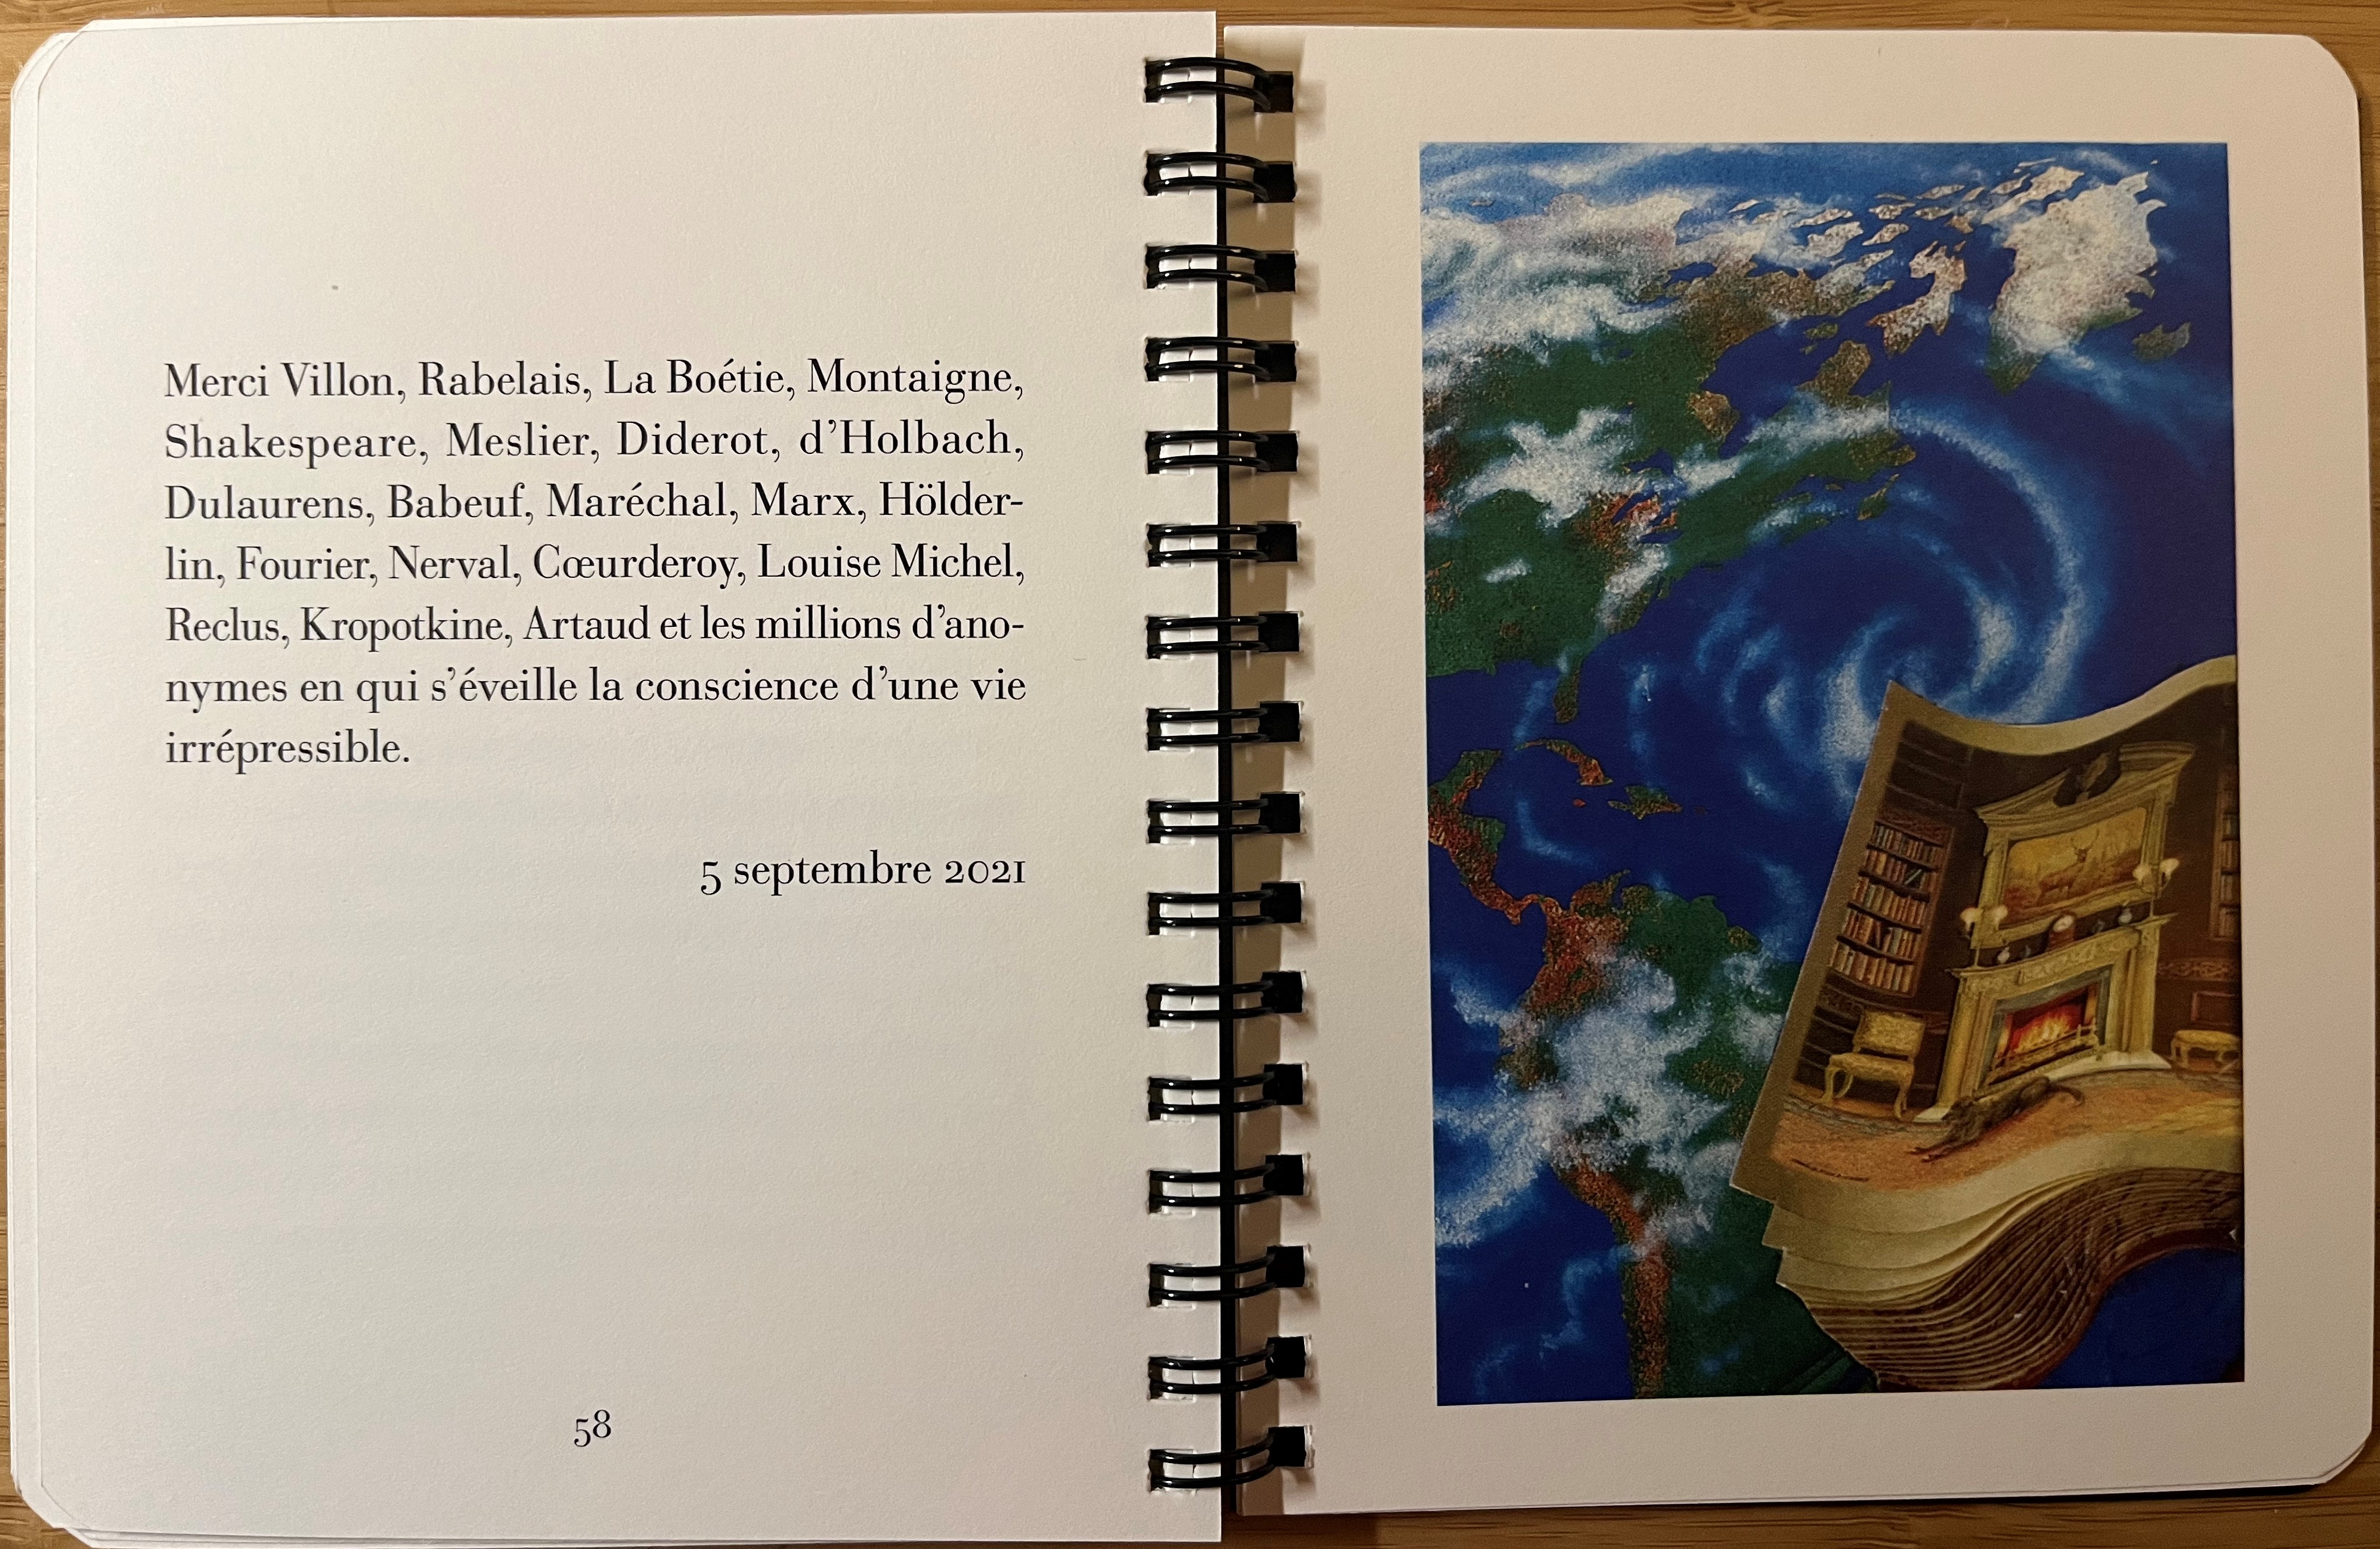 Merci Villon, Rabelais, La Boétie, Montaigne,
Shakespeare, Meslier, Diderot, d’Holbach,
Dulaurens, Babeuf, Maréchal, Marx, Hölder-
lin, Fourier, Nerval, Cœurderoy, Louise Michel,
Reclus, Kropotkine, Artaud et les millions d’ano-
nymes en qui s’éveille la conscience d’une vie
irrépressible.
5 septembre 2021
58